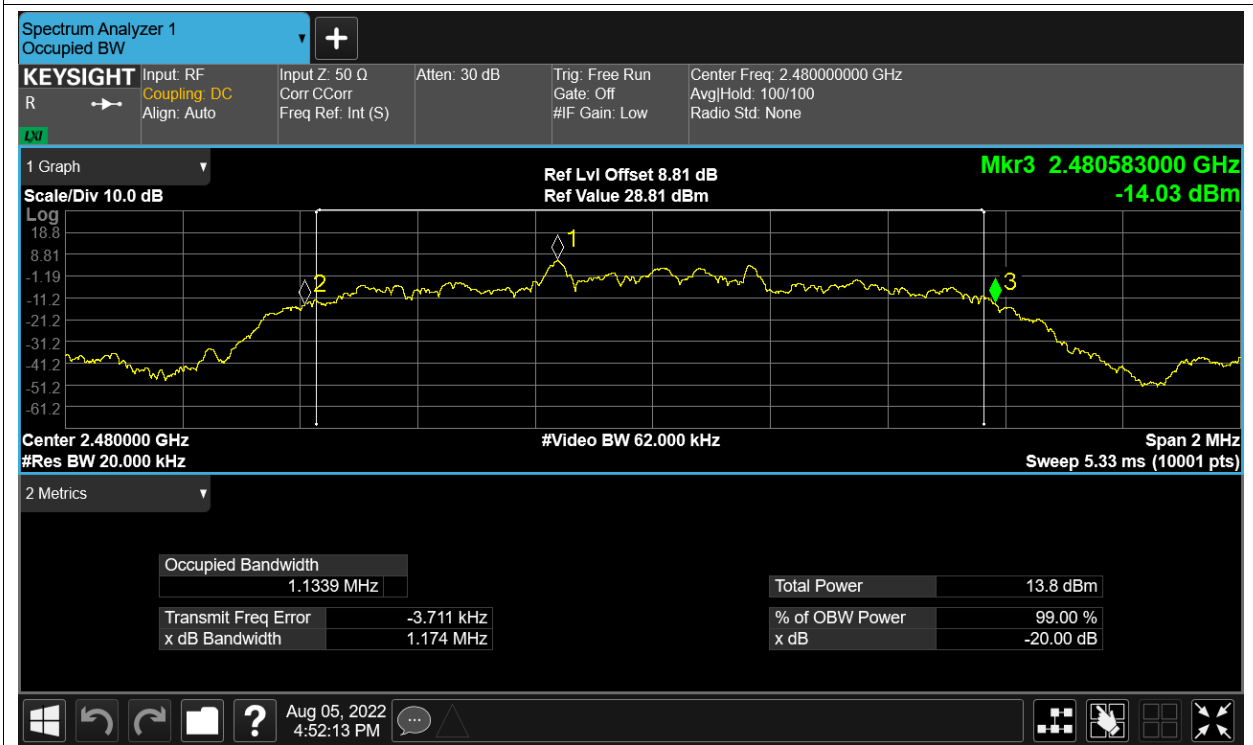 Spectrum Analyzer 1
Occupied BW
KEYSIGHT
R
LXI
Input: RF
Coupling: DC
Align: Auto
Input Z: 50 Ω
Corr CCorr
Freq Ref: Int (S)
Atten: 30 dB
Trig: Free Run
Gate: Off
#IF Gain: Low
Center Freq: 2.480000000 GHz
Avg|Hold: 100/100
Radio Std: None
1 Graph
Scale/Div 10.0 dB
Ref Lvl Offset 8.81 dB
Ref Value 28.81 dBm
Mkr3 2.480583000 GHz
-14.03 dBm
Log
18.8
8.81
-1.19
-11.2
-21.2
-31.2
-41.2
-51.2
-61.2
1
2
3
Center 2.480000 GHz
#Res BW 20.000 kHz
#Video BW 62.000 kHz
Span 2 MHz
Sweep 5.33 ms (10001 pts)
2 Metrics
Occupied Bandwidth
1.1339 MHz
Transmit Freq Error -3.711 kHz
x dB Bandwidth 1.174 MHz
Total Power 13.8 dBm
% of OBW Power 99.00 %
x dB -20.00 dB
?
Aug 05, 2022
4:52:13 PM